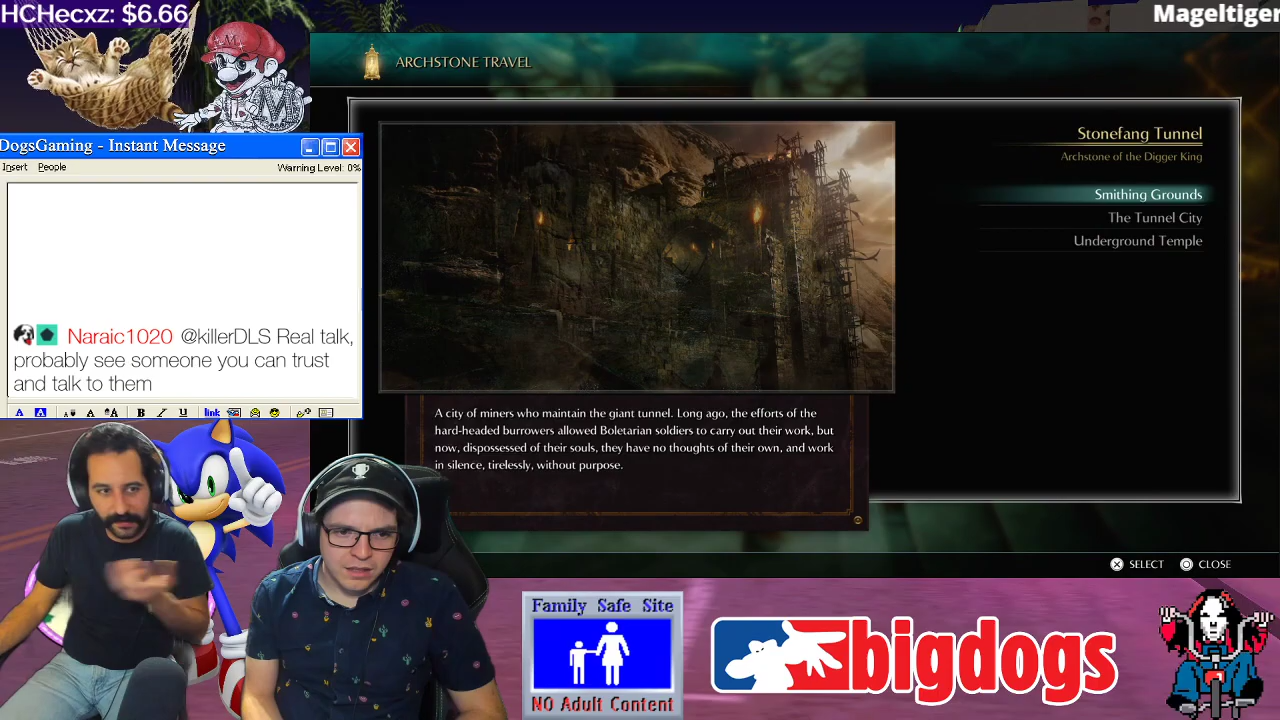 HCHecxz: $6.66
Mageltiger
ARCHSTONE TRAVEL
DogsGaming - Instant Message
Insert People
Warning Level: 0%
Naraic1020 @killerDLS Real talk,
probably see someone you can trust
and talk to them
B I U link
Stonefang Tunnel
Archstone of the Digger King
Smithing Grounds
The Tunnel City
Underground Temple
A city of miners who maintain the giant tunnel. Long ago, the efforts of the
hard-headed burrowers allowed Boletarian soldiers to carry out their work, but
now, dispossessed of their souls, they have no thoughts of their own, and work
in silence, tirelessly, without purpose.
SELECT
CLOSE
Family Safe Site
NO Adult Content
bigdogs